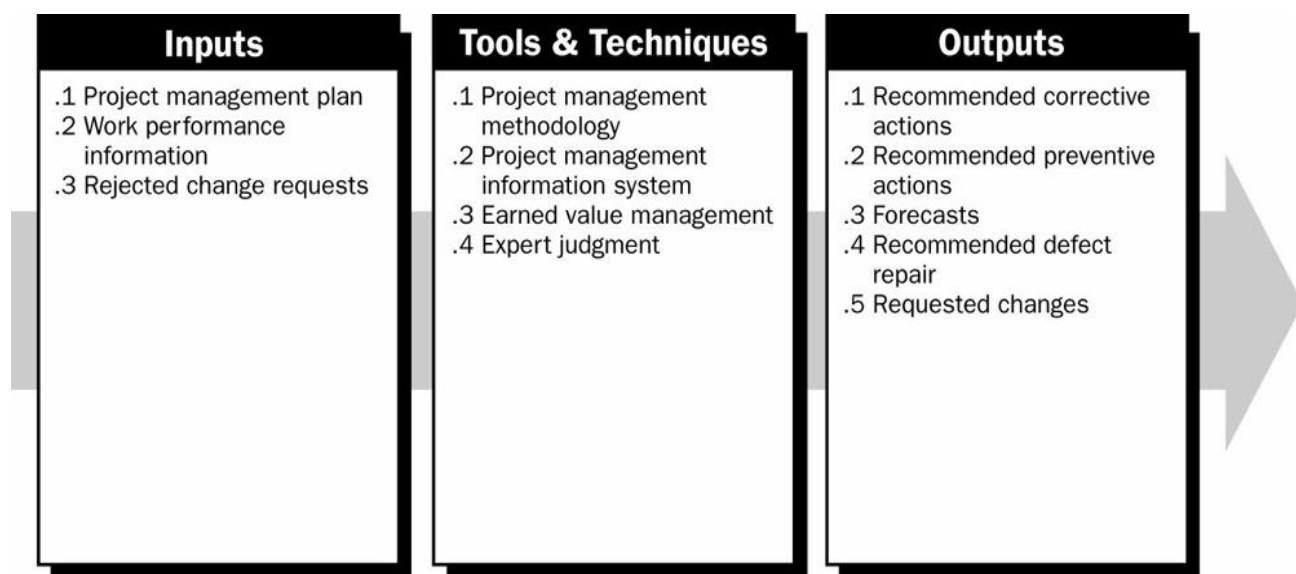 Inputs
.1 Project management plan
.2 Work performance
information
.3 Rejected change requests
Tools & Techniques
.1 Project management
methodology
.2 Project management
information system
.3 Earned value management
.4 Expert judgment
Outputs
.1 Recommended corrective
actions
.2 Recommended preventive
actions
.3 Forecasts
.4 Recommended defect
repair
.5 Requested changes